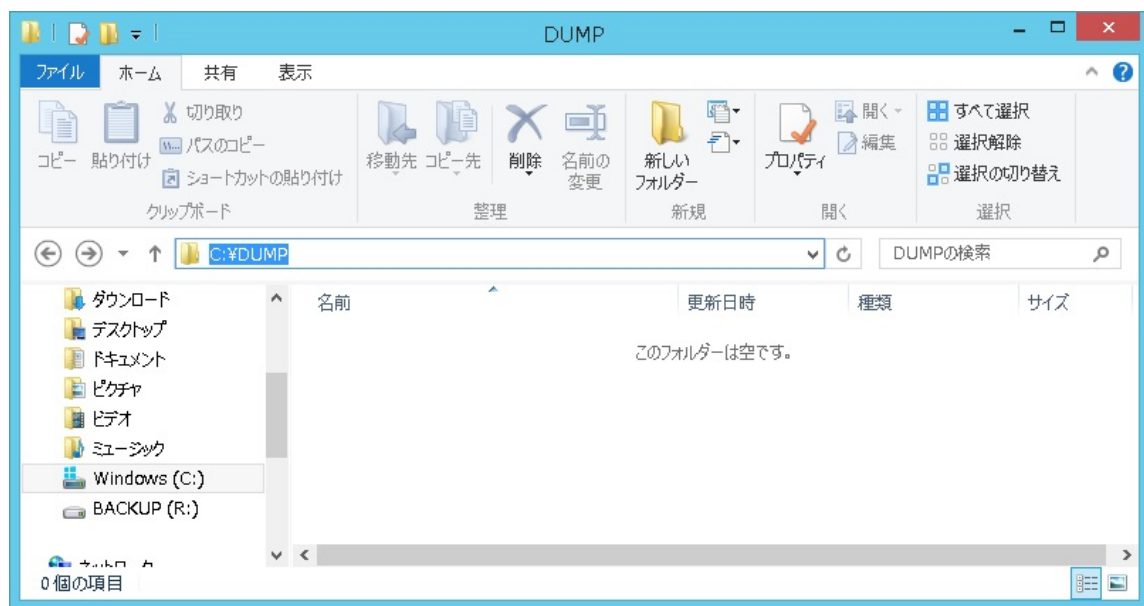 DUMP
ファイル ホーム 共有 表示
コピー
貼り付け
切り取り
パスのコピー
ショートカットの貼り付け
クリップボード
移動先
コピー先
削除
名前の
変更
整理
新しい
フォルダー
新規
プロパティ
開く
編集
開く
すべて選択
選択解除
選択の切り替え
選択
C:¥DUMP
DUMPの検索
ダウンロード
デスクトップ
ドキュメント
ピクチャ
ビデオ
ミュージック
Windows (C:)
BACKUP (R:)
名前 更新日時 種類 サイズ
このフォルダーは空です。
0 個の項目